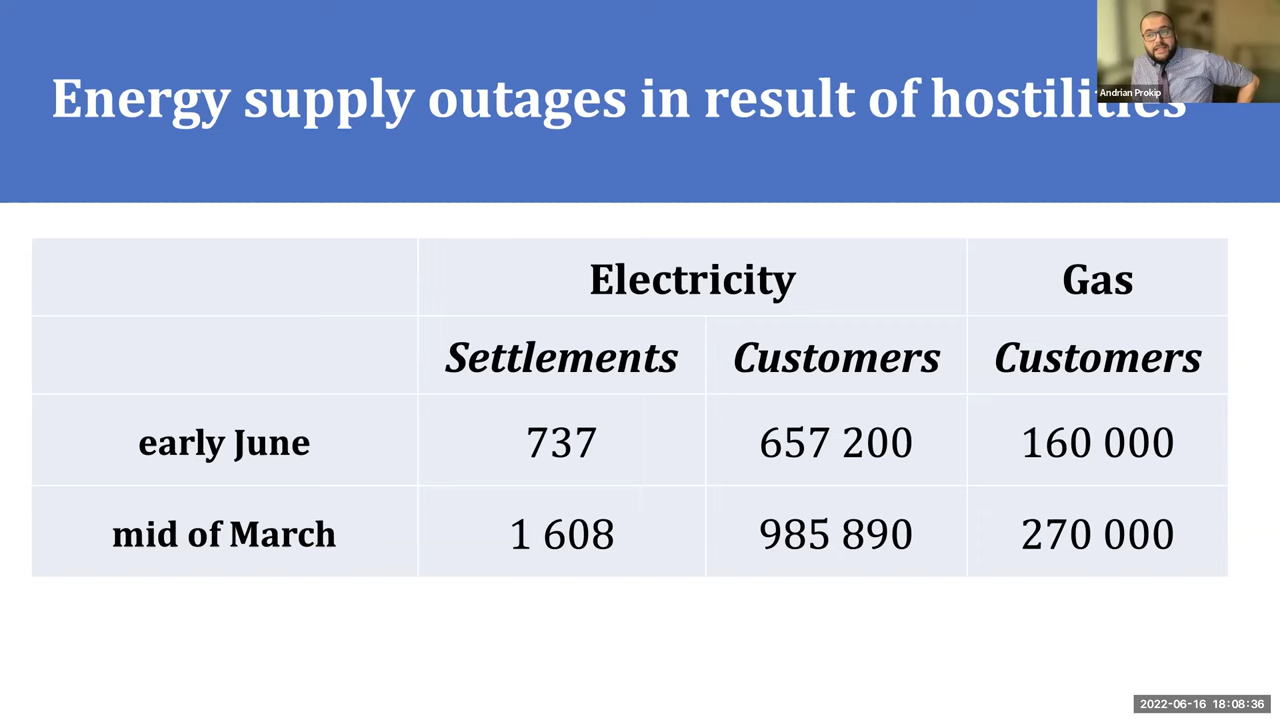 Energy supply outages in result of hostilities
Andrian Prokip
Electricity Gas
Settlements Customers Customers
early June 737 657 200 160 000
mid of March 1 608 985 890 270 000
2022-06-16 18:08:36